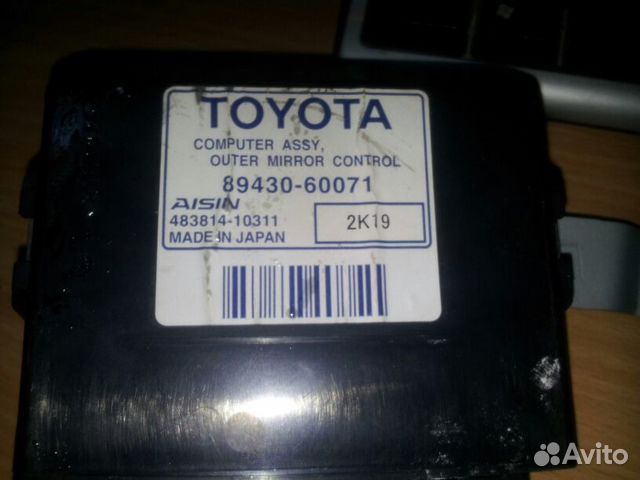 TOYOTA
COMPUTER ASSY,
OUTER MIRROR CONTROL
89430-60071
AISIN
483814-10311
MADE IN JAPAN
2K19
Avito